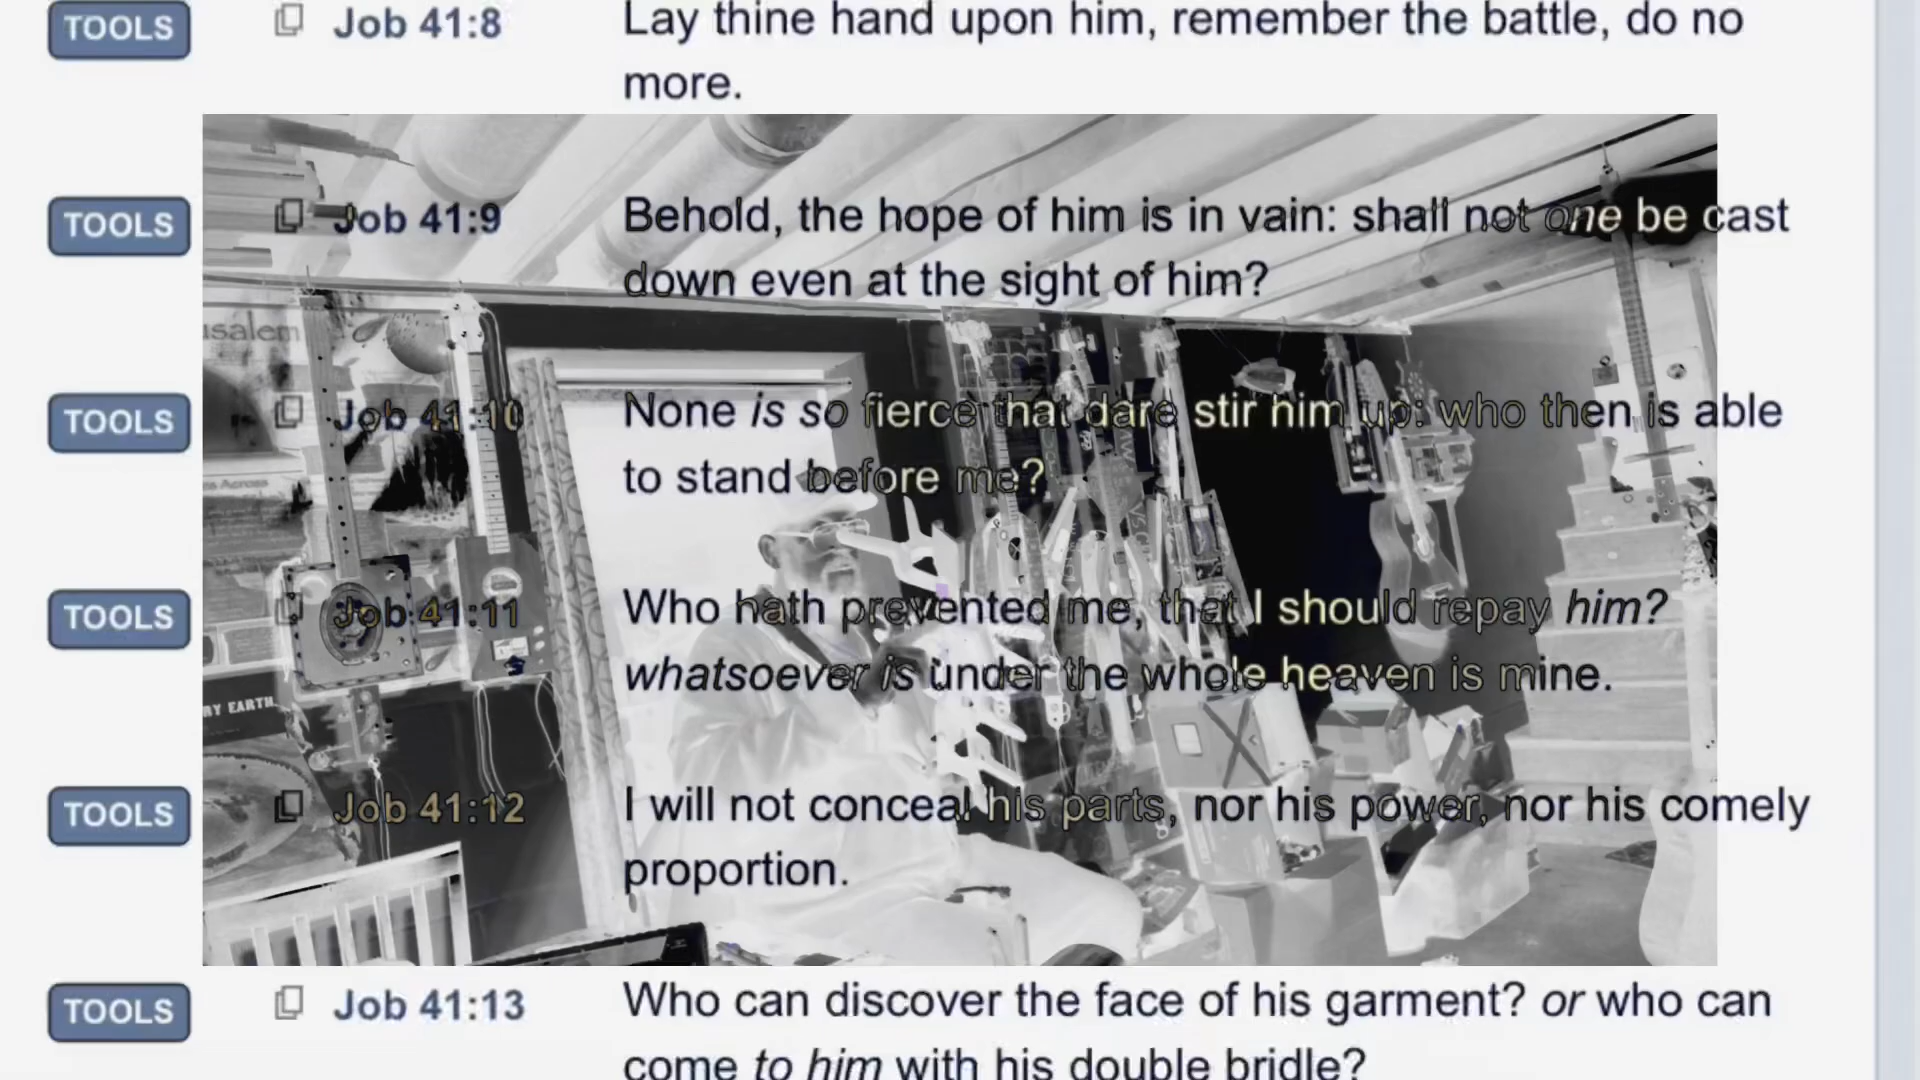 TOOLS Job 41:8 Lay thine hand upon him, remember the battle, do no
more.
TOOLS Job 41:9 Behold, the hope of him is in vain: shall not one be cast
down even at the sight of him?
usalem
TOOLS Job 41:10 None is so fierce that dare stir him up: who then is able
to stand before me?
es Across
TOOLS Job 41:11 Who hath prevented me, that I should repay him?
whatsoever is under the whole heaven is mine.
RY EARTH
TOOLS Job 41:12 I will not conceal his parts, nor his power, nor his comely
proportion.
TOOLS Job 41:13 Who can discover the face of his garment? or who can
come to him with his double bridle?